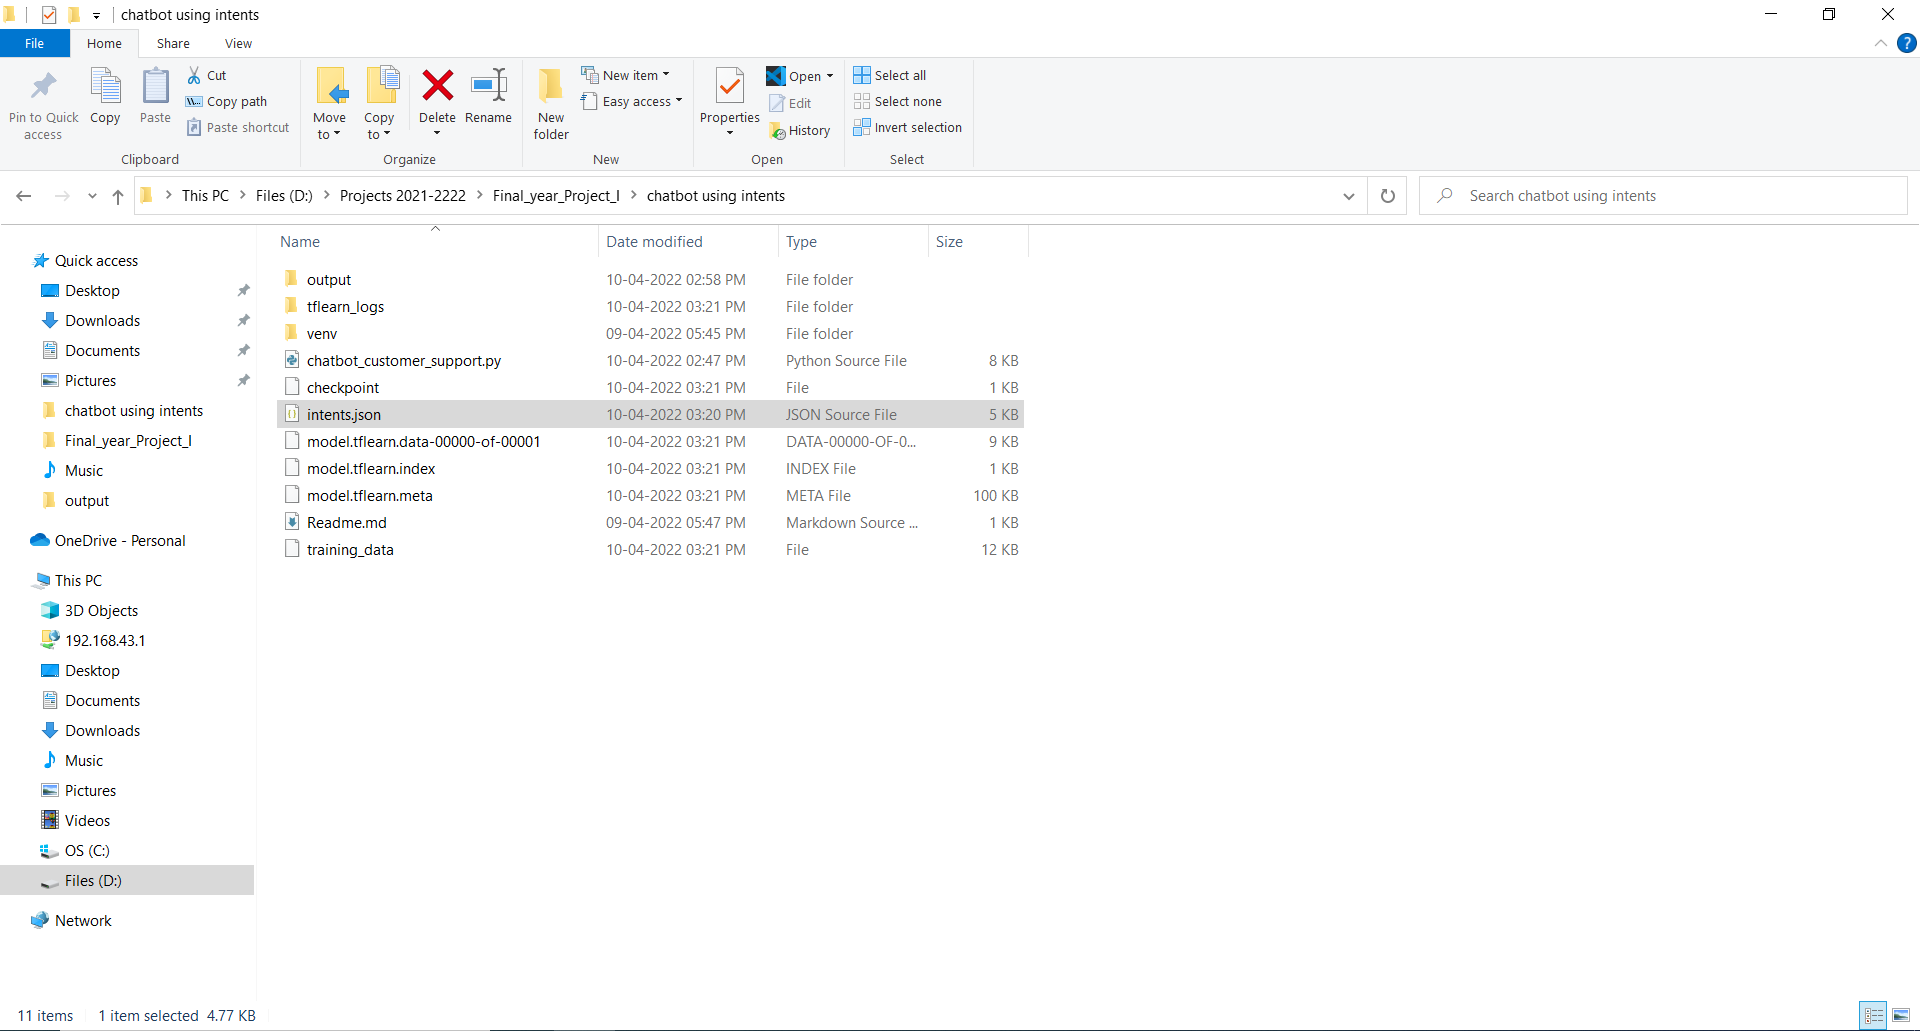 chatbot using intents
File Home Share View
Pin to Quick access
Copy
Paste
Cut
Copy path
Paste shortcut
Clipboard
Move to
Copy to
Delete
Rename
Organize
New folder
New item
Easy access
New
Properties
Open
Edit
History
Open
Select all
Select none
Invert selection
Select
This PC > Files (D:) > Projects 2021-2222 > Final_year_Project_I > chatbot using intents
Search chatbot using intents
Quick access
Desktop
Downloads
Documents
Pictures
chatbot using intents
Final_year_Project_I
Music
output
OneDrive - Personal
This PC
3D Objects
192.168.43.1
Desktop
Documents
Downloads
Music
Pictures
Videos
OS (C:)
Files (D:)
Network
Name Date modified Type Size
output 10-04-2022 02:58 PM File folder
tflearn_logs 10-04-2022 03:21 PM File folder
venv 09-04-2022 05:45 PM File folder
chatbot_customer_support.py 10-04-2022 02:47 PM Python Source File 8 KB
checkpoint 10-04-2022 03:21 PM File 1 KB
intents.json 10-04-2022 03:20 PM JSON Source File 5 KB
model.tflearn.data-00000-of-00001 10-04-2022 03:21 PM DATA-00000-OF-0... 9 KB
model.tflearn.index 10-04-2022 03:21 PM INDEX File 1 KB
model.tflearn.meta 10-04-2022 03:21 PM META File 100 KB
Readme.md 09-04-2022 05:47 PM Markdown Source ... 1 KB
training_data 10-04-2022 03:21 PM File 12 KB
11 items 1 item selected 4.77 KB